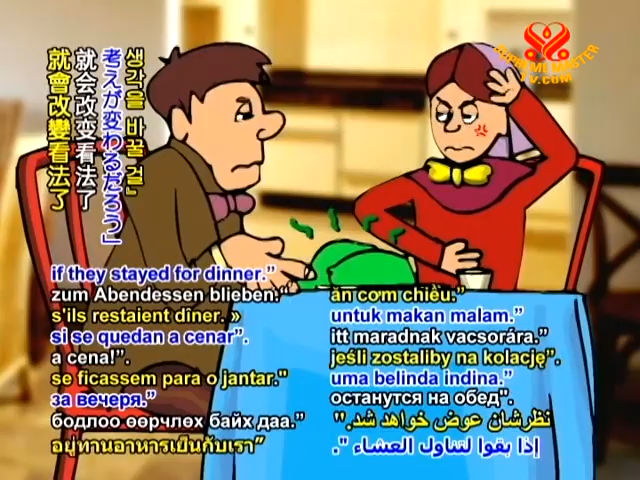 SUPREME MASTER
TV.COM
생각을 바꿀 걸』
考えが変わるだろう」
就会改变看法了
就會改變看法了
if they stayed for dinner.”
zum Abendessen blieben.“
s'ils restaient dîner. »
si se quedan a cenar”.
a cena!”.
se ficassem para o jantar."
за вечеря.”
бодлоо өөрчлөх байх даа.”
อยู่ทานอาหารเย็นกับเรา”
ăn cơm chiều.”
untuk makan malam.”
itt maradnak vacsorára.”
jeśli zostaliby na kolację”.
uma belinda indina.”
останутся на обед".
نظرشان عوض خواهد شد."
إذا بقوا لتناول العشاء ".